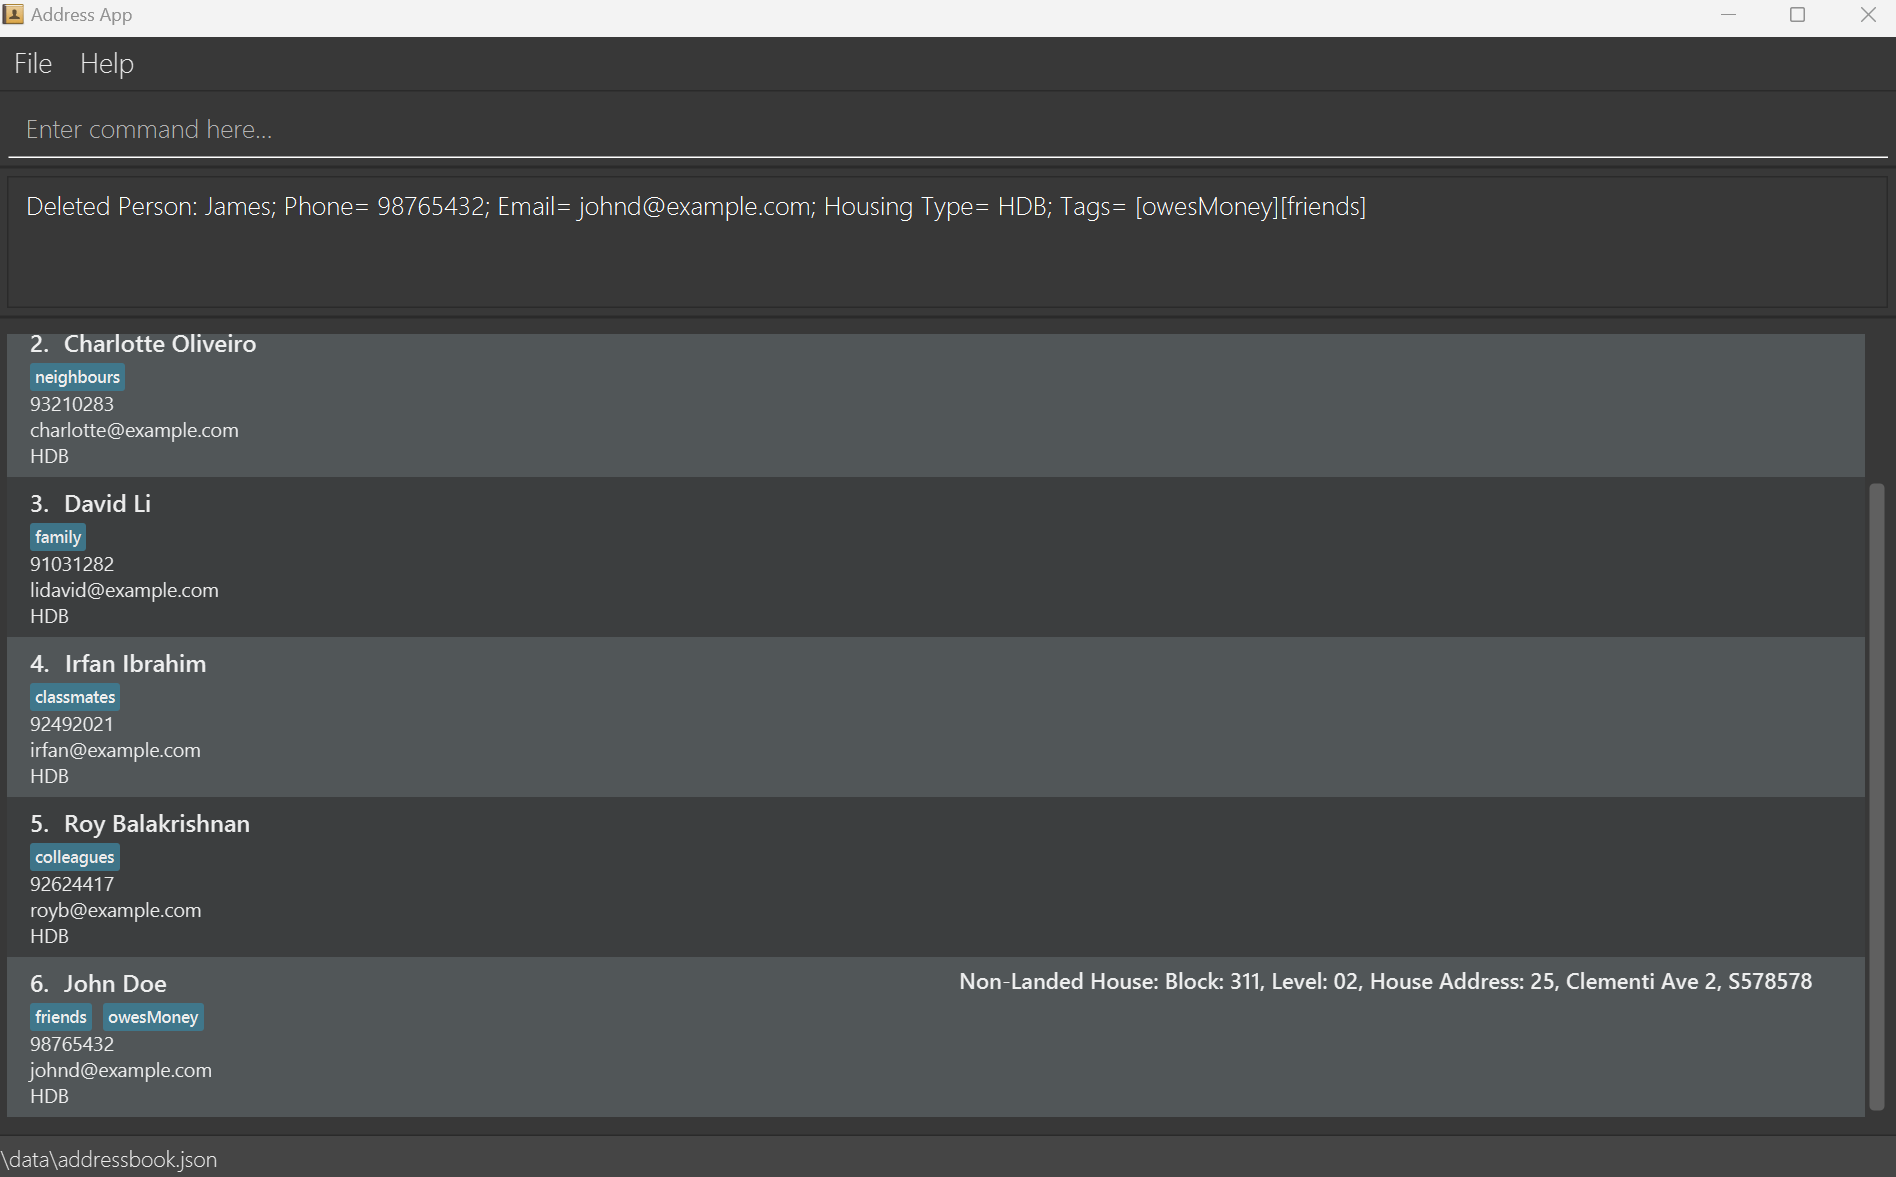 Address App
File Help
Enter command here...
Deleted Person: James; Phone= 98765432; Email= johnd@example.com; Housing Type= HDB; Tags= [owesMoney][friends]
2. Charlotte Oliveiro
neighbours
93210283
charlotte@example.com
HDB
3. David Li
family
91031282
lidavid@example.com
HDB
4. Irfan Ibrahim
classmates
92492021
irfan@example.com
HDB
5. Roy Balakrishnan
colleagues
92624417
royb@example.com
HDB
6. John Doe Non-Landed House: Block: 311, Level: 02, House Address: 25, Clementi Ave 2, S578578
friends owesMoney
98765432
johnd@example.com
HDB
\data\addressbook.json